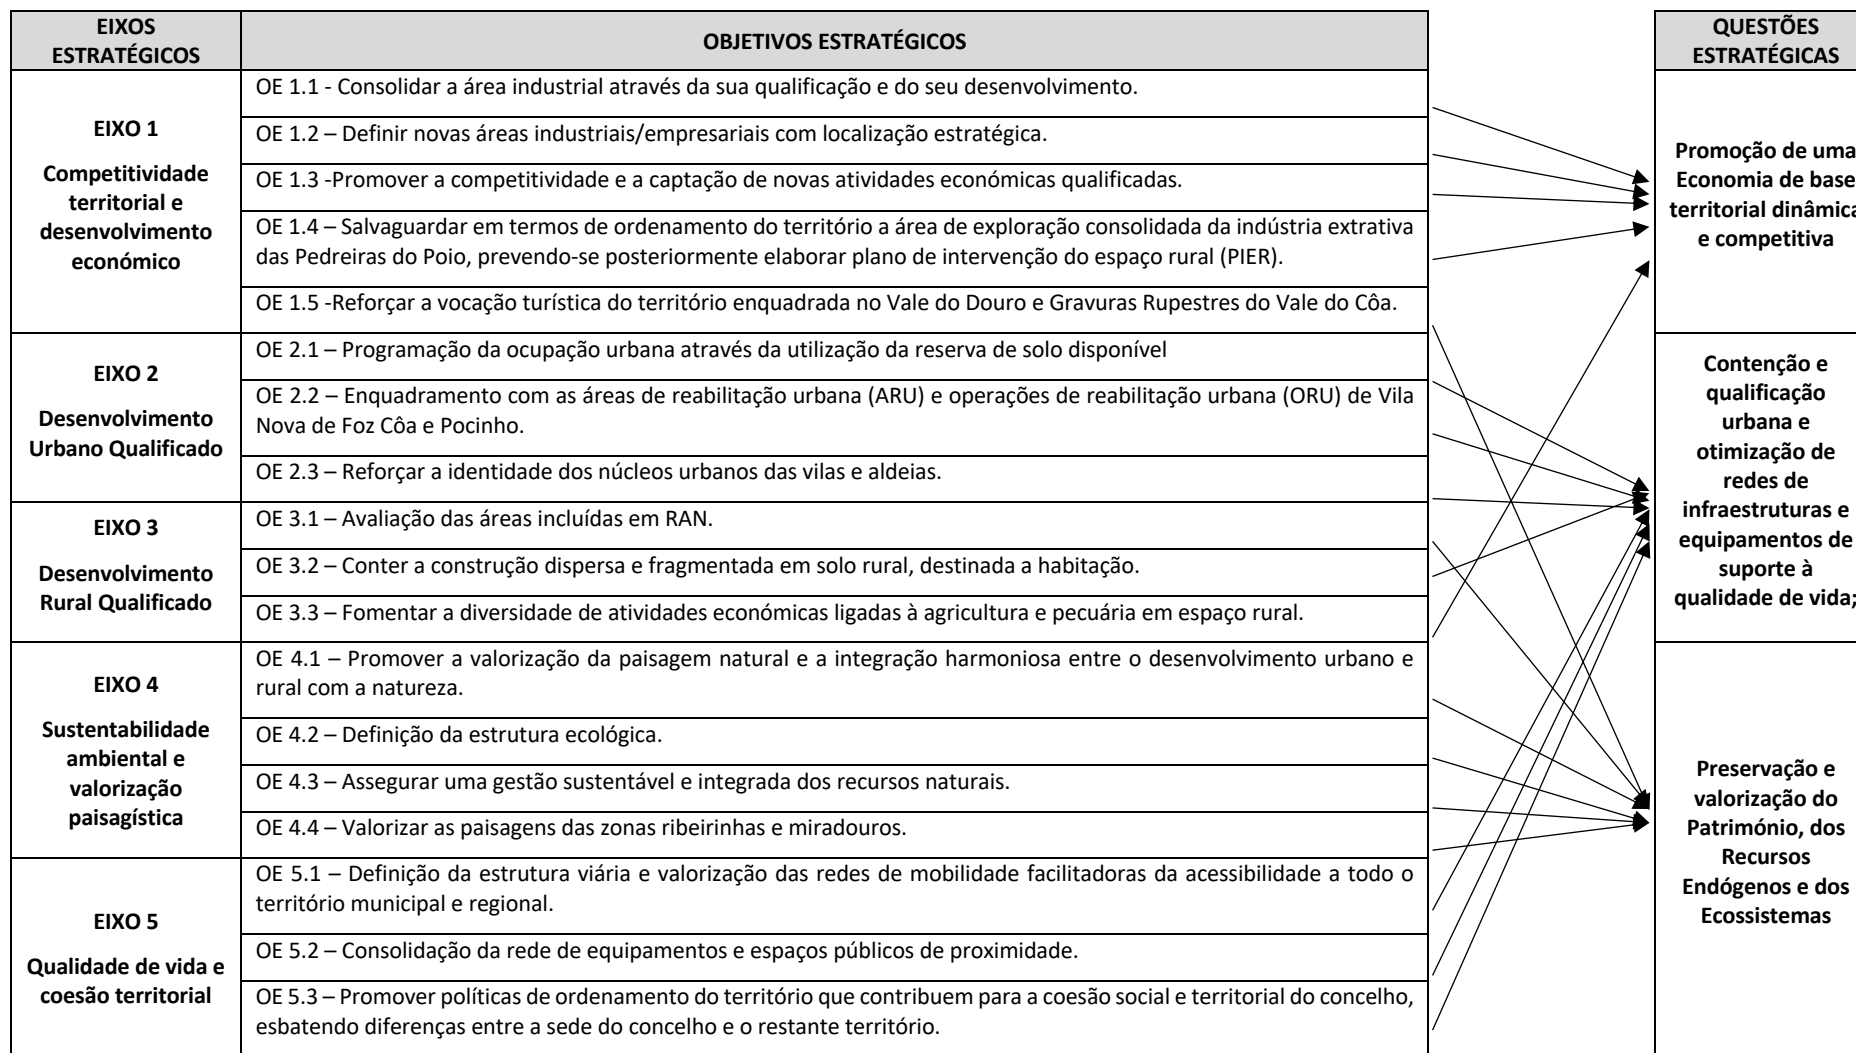 EIXOS
ESTRATÉGICOS
OBJETIVOS ESTRATÉGICOS
QUESTÕES
ESTRATÉGICAS
EIXO 1
Competitividade
territorial e
desenvolvimento
económico
OE 1.1 - Consolidar a área industrial através da sua qualificação e do seu desenvolvimento.
OE 1.2 – Definir novas áreas industriais/empresariais com localização estratégica.
OE 1.3 -Promover a competitividade e a captação de novas atividades económicas qualificadas.
OE 1.4 – Salvaguardar em termos de ordenamento do território a área de exploração consolidada da indústria extrativa
das Pedreiras do Poio, prevendo-se posteriormente elaborar plano de intervenção do espaço rural (PIER).
OE 1.5 -Reforçar a vocação turística do território enquadrada no Vale do Douro e Gravuras Rupestres do Vale do Côa.
EIXO 2
Desenvolvimento
Urbano Qualificado
OE 2.1 – Programação da ocupação urbana através da utilização da reserva de solo disponível
OE 2.2 – Enquadramento com as áreas de reabilitação urbana (ARU) e operações de reabilitação urbana (ORU) de Vila
Nova de Foz Côa e Pocinho.
OE 2.3 – Reforçar a identidade dos núcleos urbanos das vilas e aldeias.
EIXO 3
Desenvolvimento
Rural Qualificado
OE 3.1 – Avaliação das áreas incluídas em RAN.
OE 3.2 – Conter a construção dispersa e fragmentada em solo rural, destinada a habitação.
OE 3.3 – Fomentar a diversidade de atividades económicas ligadas à agricultura e pecuária em espaço rural.
EIXO 4
Sustentabilidade
ambiental e
valorização
paisagística
OE 4.1 – Promover a valorização da paisagem natural e a integração harmoniosa entre o desenvolvimento urbano e
rural com a natureza.
OE 4.2 – Definição da estrutura ecológica.
OE 4.3 – Assegurar uma gestão sustentável e integrada dos recursos naturais.
OE 4.4 – Valorizar as paisagens das zonas ribeirinhas e miradouros.
EIXO 5
Qualidade de vida e
coesão territorial
OE 5.1 – Definição da estrutura viária e valorização das redes de mobilidade facilitadoras da acessibilidade a todo o
território municipal e regional.
OE 5.2 – Consolidação da rede de equipamentos e espaços públicos de proximidade.
OE 5.3 – Promover políticas de ordenamento do território que contribuem para a coesão social e territorial do concelho,
esbatendo diferenças entre a sede do concelho e o restante território.
Promoção de uma
Economia de base
territorial dinâmica
e competitiva
Contenção e
qualificação
urbana e
otimização de
redes de
infraestruturas e
equipamentos de
suporte à
qualidade de vida;
Preservação e
valorização do
Património, dos
Recursos
Endógenos e dos
Ecossistemas